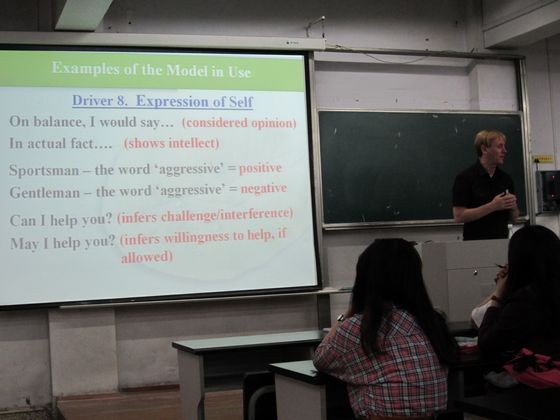 Examples of the Model in Use
Driver 8. Expression of Self
On balance, I would say… (considered opinion)
In actual fact…. (shows intellect)
Sportsman – the word ‘aggressive’ = positive
Gentleman – the word ‘aggressive’ = negative
Can I help you? (infers challenge/interference)
May I help you? (infers willingness to help, if
allowed)